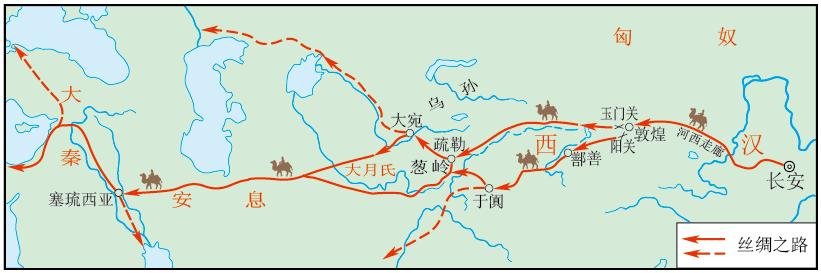 匈奴
乌孙
大宛
玉门关
敦煌
阳关
河西走廊
汉
长安
西
鄯善
疏勒
葱岭
于阗
大月氏
安息
大秦
塞琉西亚
丝绸之路